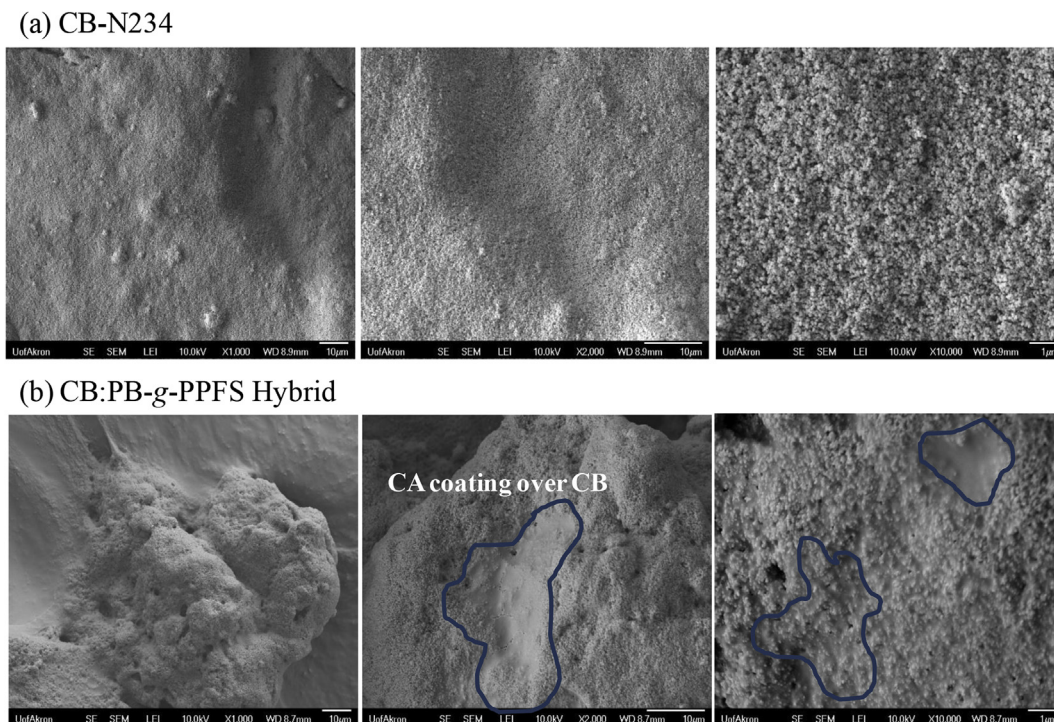 (a) CB-N234
UofAkron SE SEM LEI 10.0kV X1,000 WD 8.9mm 10μm
UofAkron SE SEM LEI 10.0kV X2,000 WD 8.9mm 10μm
UofAkron SE SEM LEI 10.0kV X10,000 WD 8.9mm 1μm
(b) CB:PB-g-PPFS Hybrid
CA coating over CB
UofAkron SE SEM LEI 10.0kV X1,000 WD 8.7mm 10μm
UofAkron SE SEM LEI 10.0kV X2,000 WD 8.7mm 10μm
UofAkron SE SEM LEI 10.0kV X10,000 WD 8.7mm